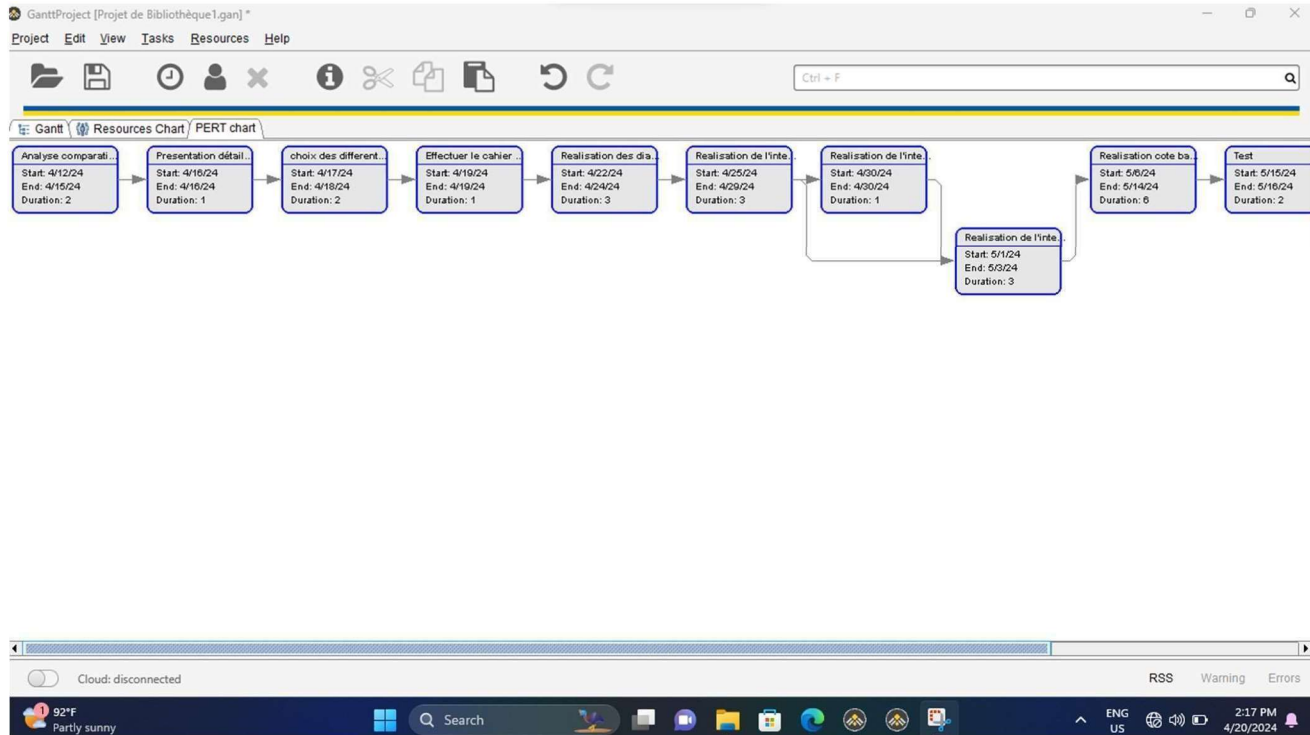 GanttProject [Projet de Bibliothèque1.gan] *
Project Edit View Tasks Resources Help
Ctrl + F
Gantt Resources Chart PERT chart
Analyse comparati...
Start: 4/12/24
End: 4/15/24
Duration: 2
Presentation détail...
Start: 4/16/24
End: 4/16/24
Duration: 1
choix des different...
Start: 4/17/24
End: 4/18/24
Duration: 2
Effectuer le cahier ...
Start: 4/19/24
End: 4/19/24
Duration: 1
Realisation des dia...
Start: 4/22/24
End: 4/24/24
Duration: 3
Realisation de l'inte...
Start: 4/25/24
End: 4/29/24
Duration: 3
Realisation de l'inte...
Start: 4/30/24
End: 4/30/24
Duration: 1
Realisation de l'inte...
Start: 5/1/24
End: 5/3/24
Duration: 3
Realisation cote ba...
Start: 5/6/24
End: 5/14/24
Duration: 6
Test
Start: 5/15/24
End: 5/16/24
Duration: 2
Cloud: disconnected
RSS Warning Errors
1
92°F
Partly sunny
Search
ENG
US
2:17 PM
4/20/2024